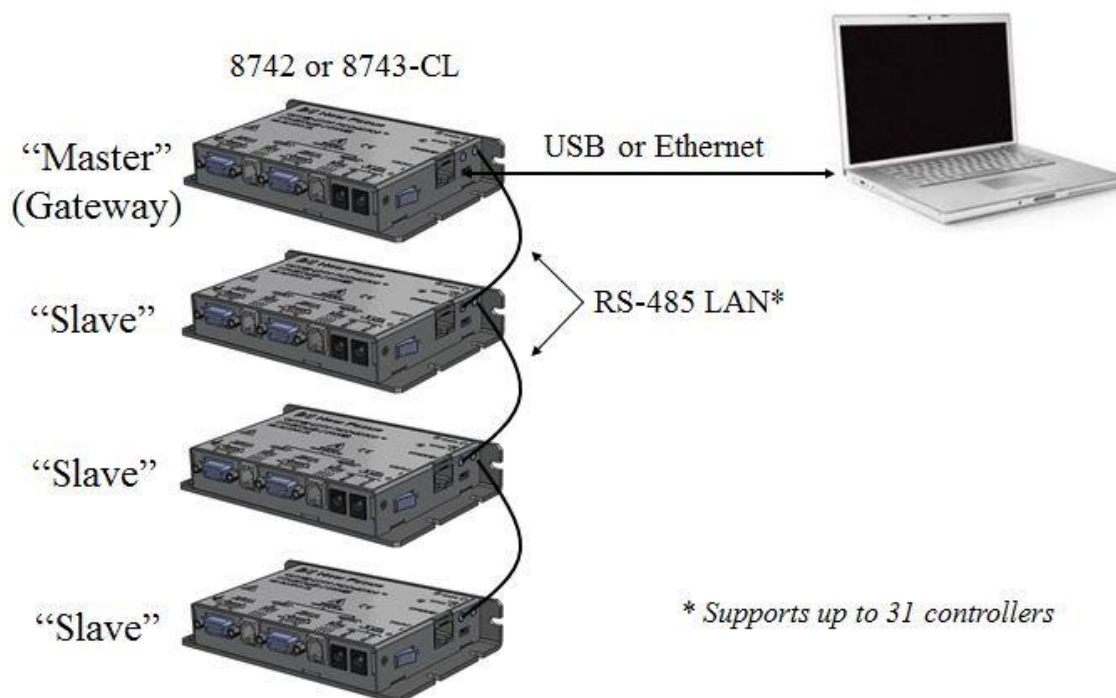 8742 or 8743-CL
“Master”
(Gateway)
USB or Ethernet
“Slave”
RS-485 LAN*
“Slave”
“Slave”
* Supports up to 31 controllers